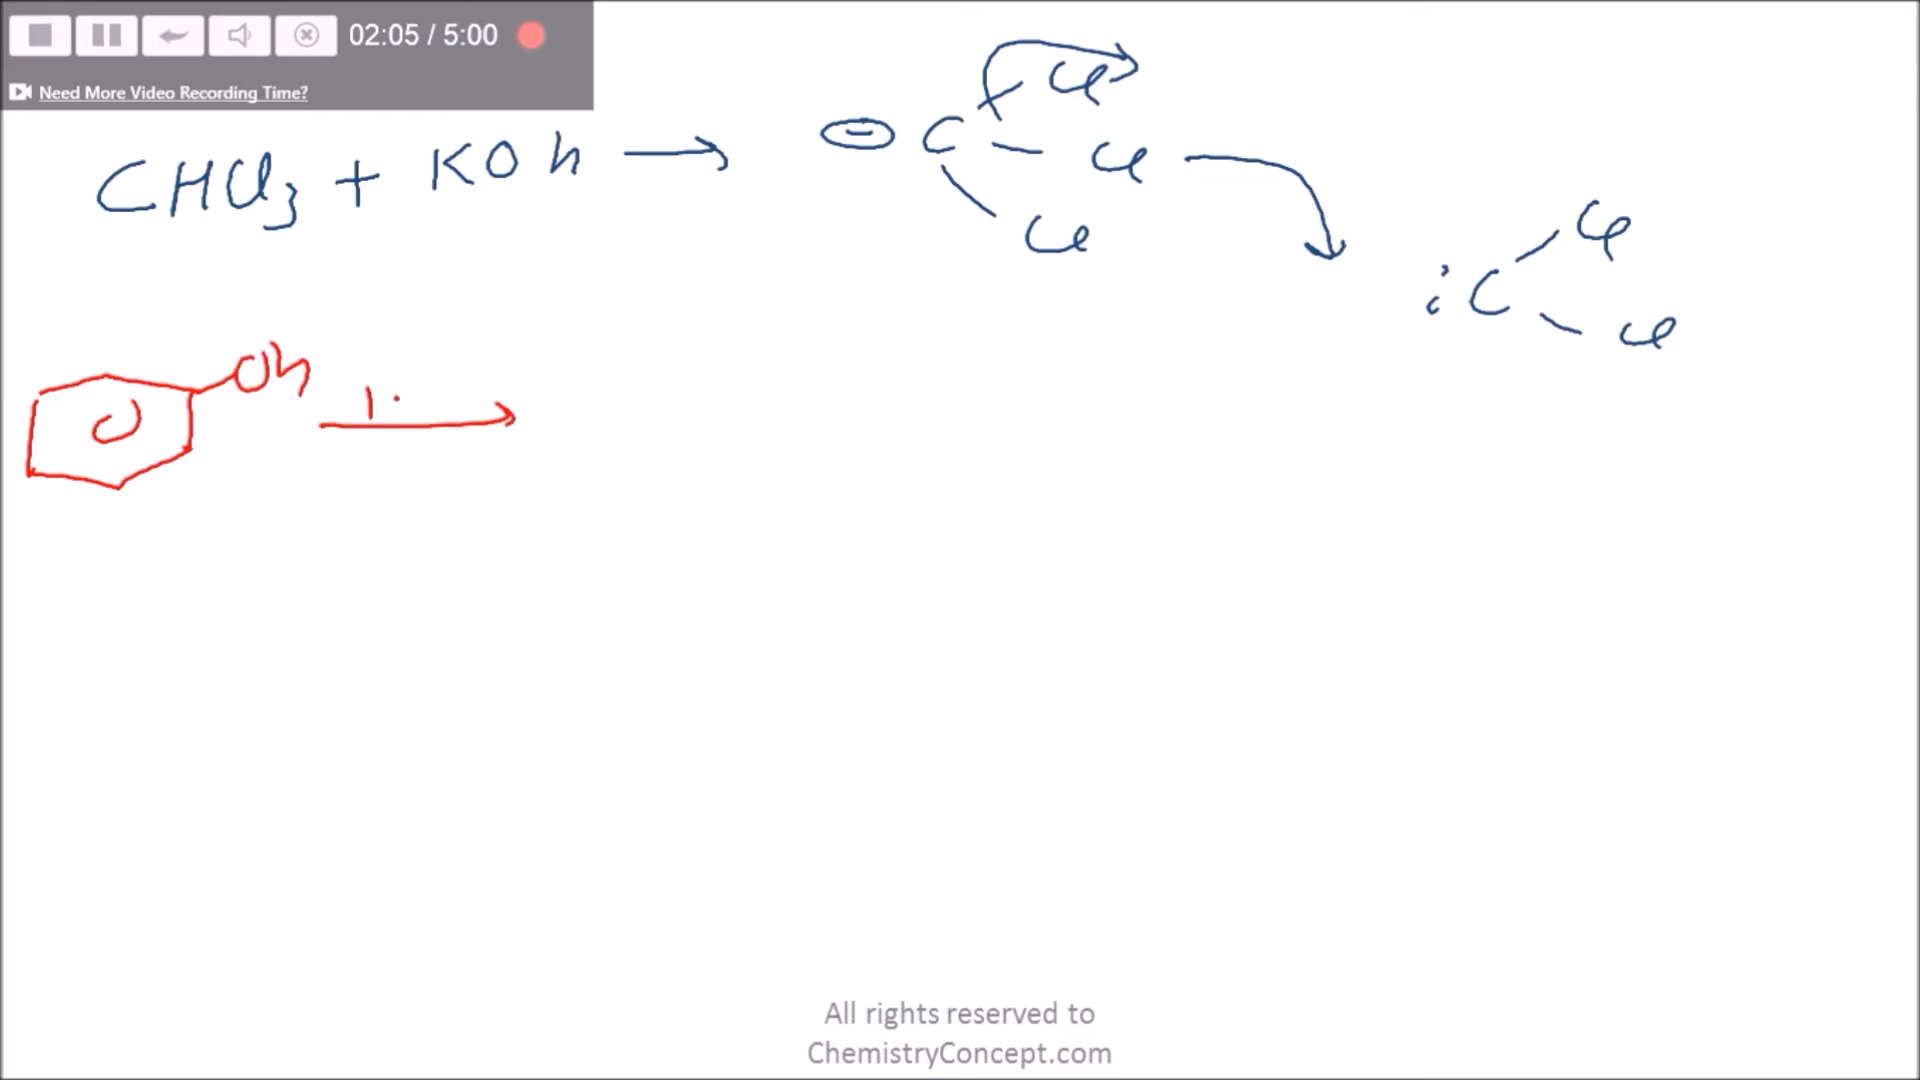 02:05 / 5:00
Need More Video Recording Time?
CHCl3 + KOh → ⊖ C - Cl
Cl
Cl
: C Cl
Cl
Oh
All rights reserved to
ChemistryConcept.com